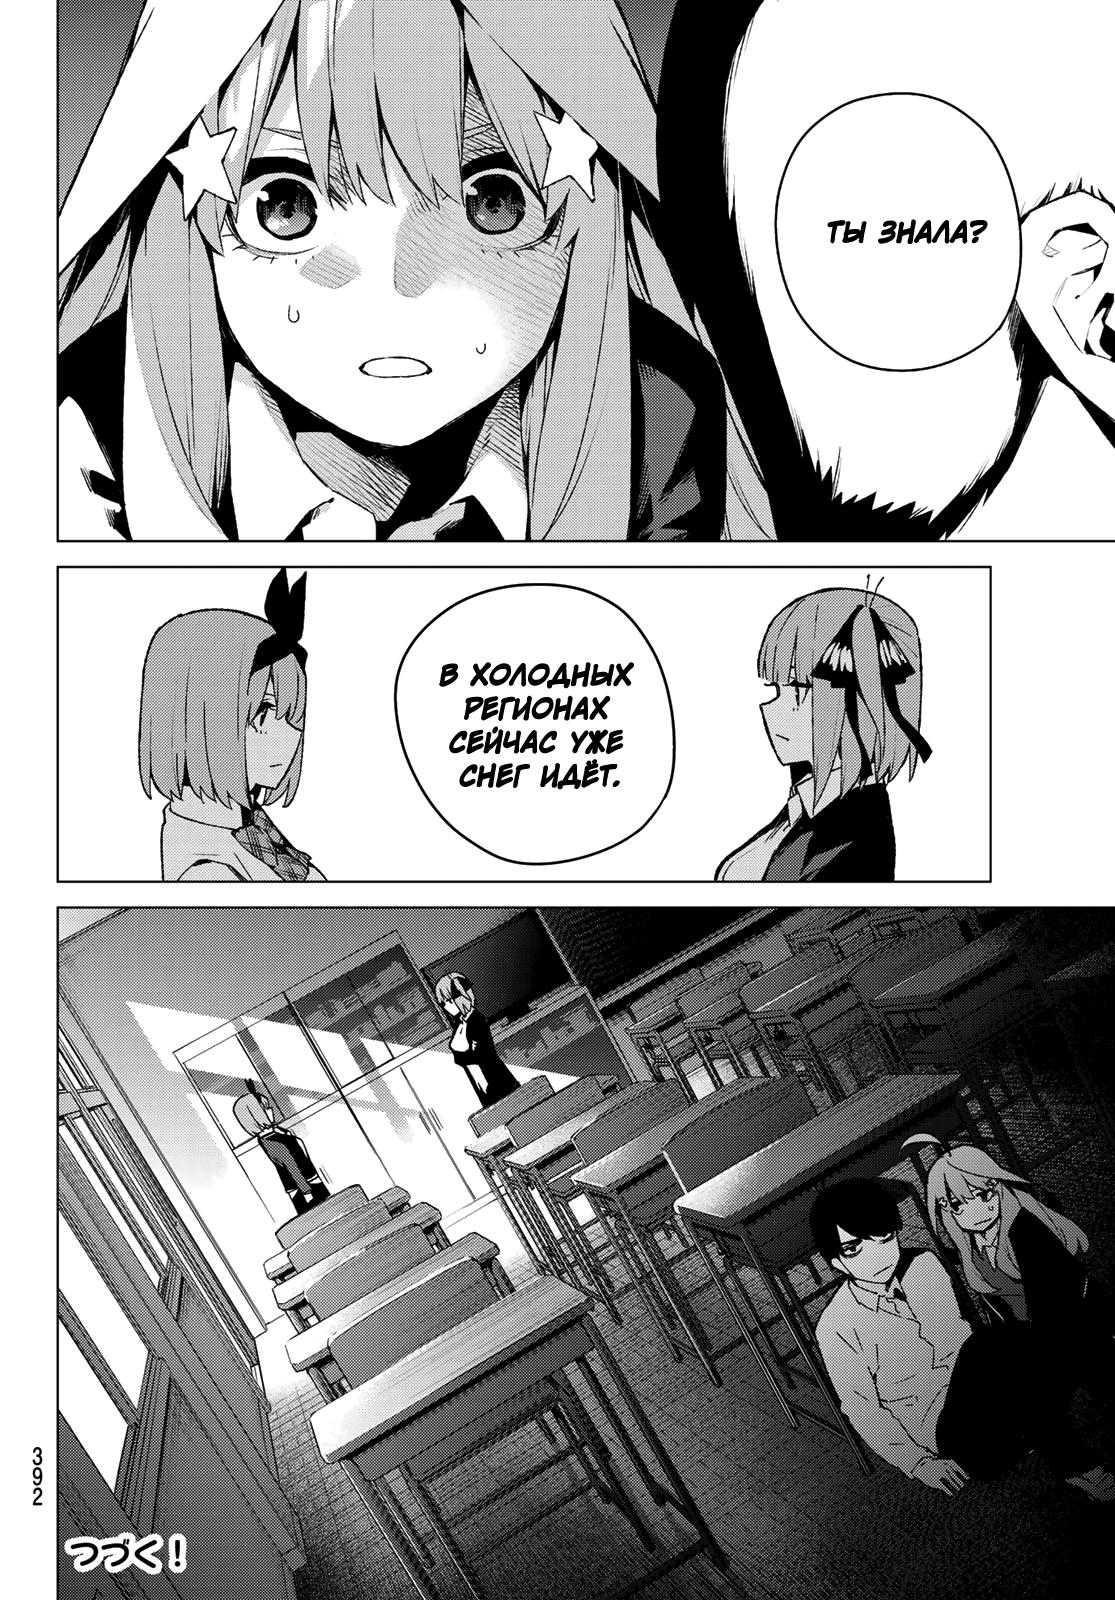 ТЫ ЗНАЛА?
В ХОЛОДНЫХ
РЕГИОНАХ
СЕЙЧАС УЖЕ
СНЕГ ИДЁТ.
392
つづく!